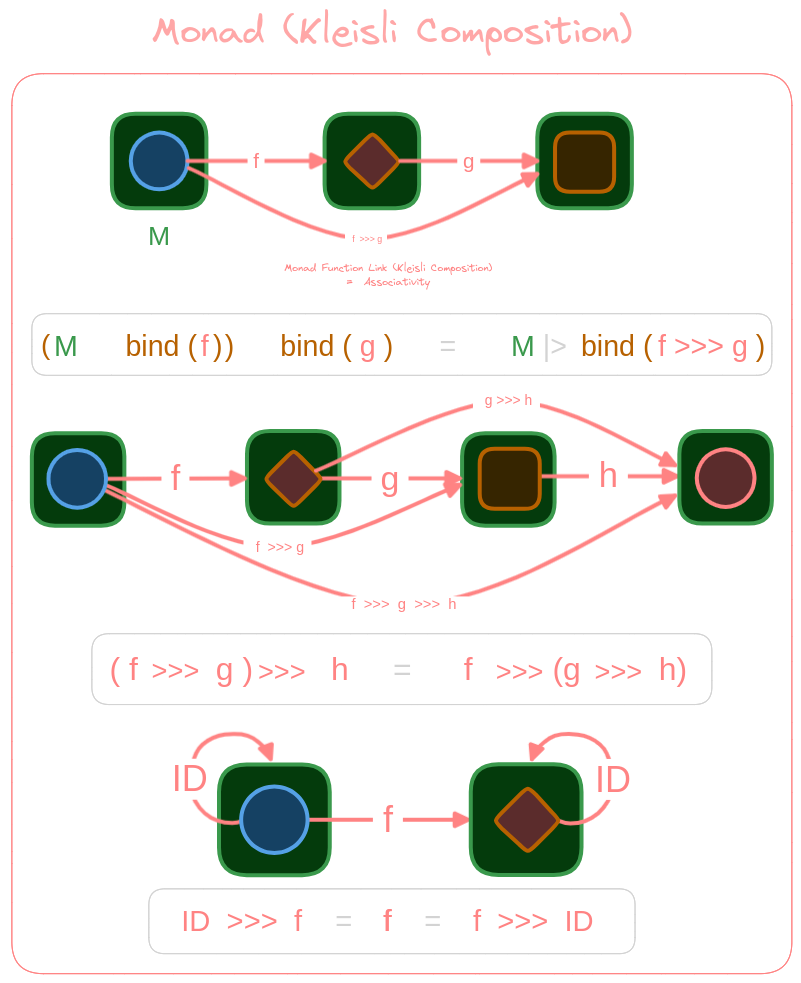 Monad (Kleisli Composition)
f
g
f >>> g
M
Monad Function Link (Kleisli Composition)
= Associativity
(M bind (f)) bind ( g ) = M |> bind ( f >>> g )
g >>> h
f
g
h
f >>> g
f >>> g >>> h
( f >>> g ) >>> h = f >>> (g >>> h)
ID
ID
f
ID >>> f = f = f >>> ID